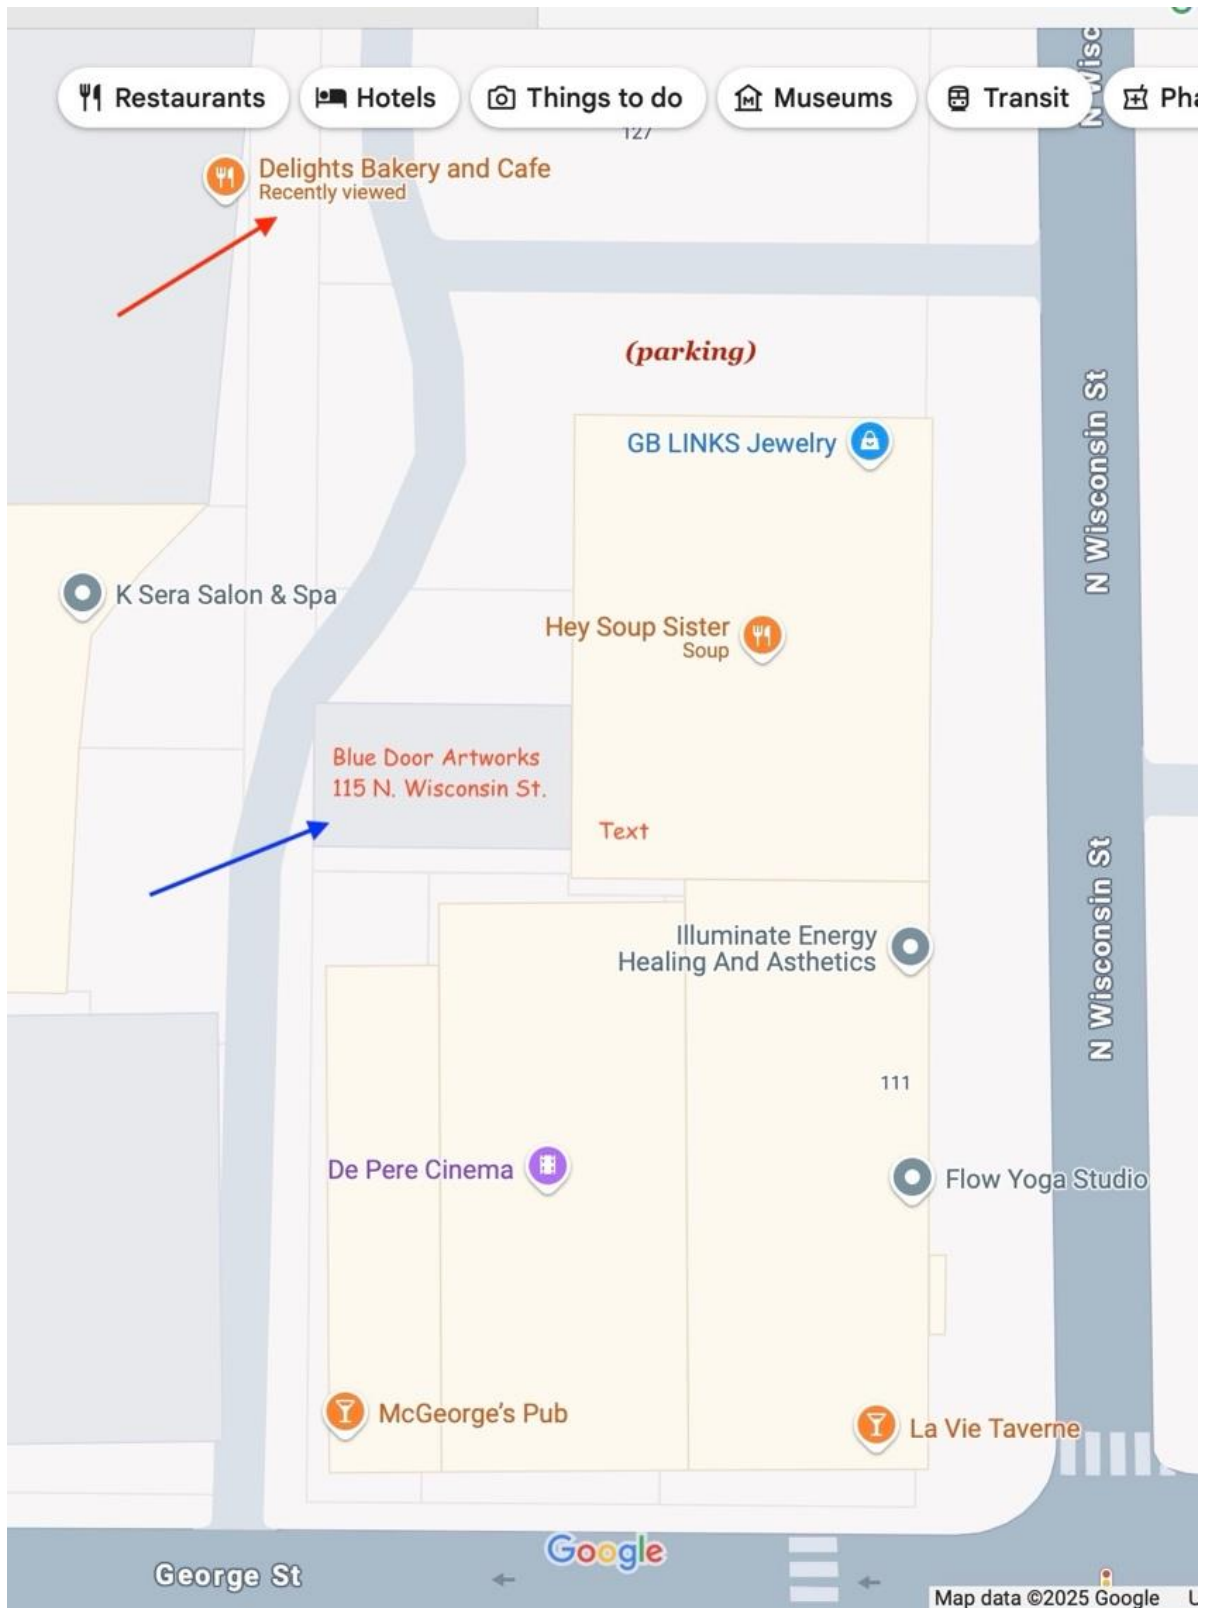 Restaurants
Hotels
Things to do
Museums
Transit
Pha
N Wisc
127
Delights Bakery and Cafe
Recently viewed
(parking)
GB LINKS Jewelry
N Wisconsin St
K Sera Salon & Spa
Hey Soup Sister
Soup
Blue Door Artworks
115 N. Wisconsin St.
Text
Illuminate Energy
Healing And Asthetics
N Wisconsin St
111
De Pere Cinema
Flow Yoga Studio
McGeorge's Pub
La Vie Taverne
Google
George St
Map data ©2025 Google